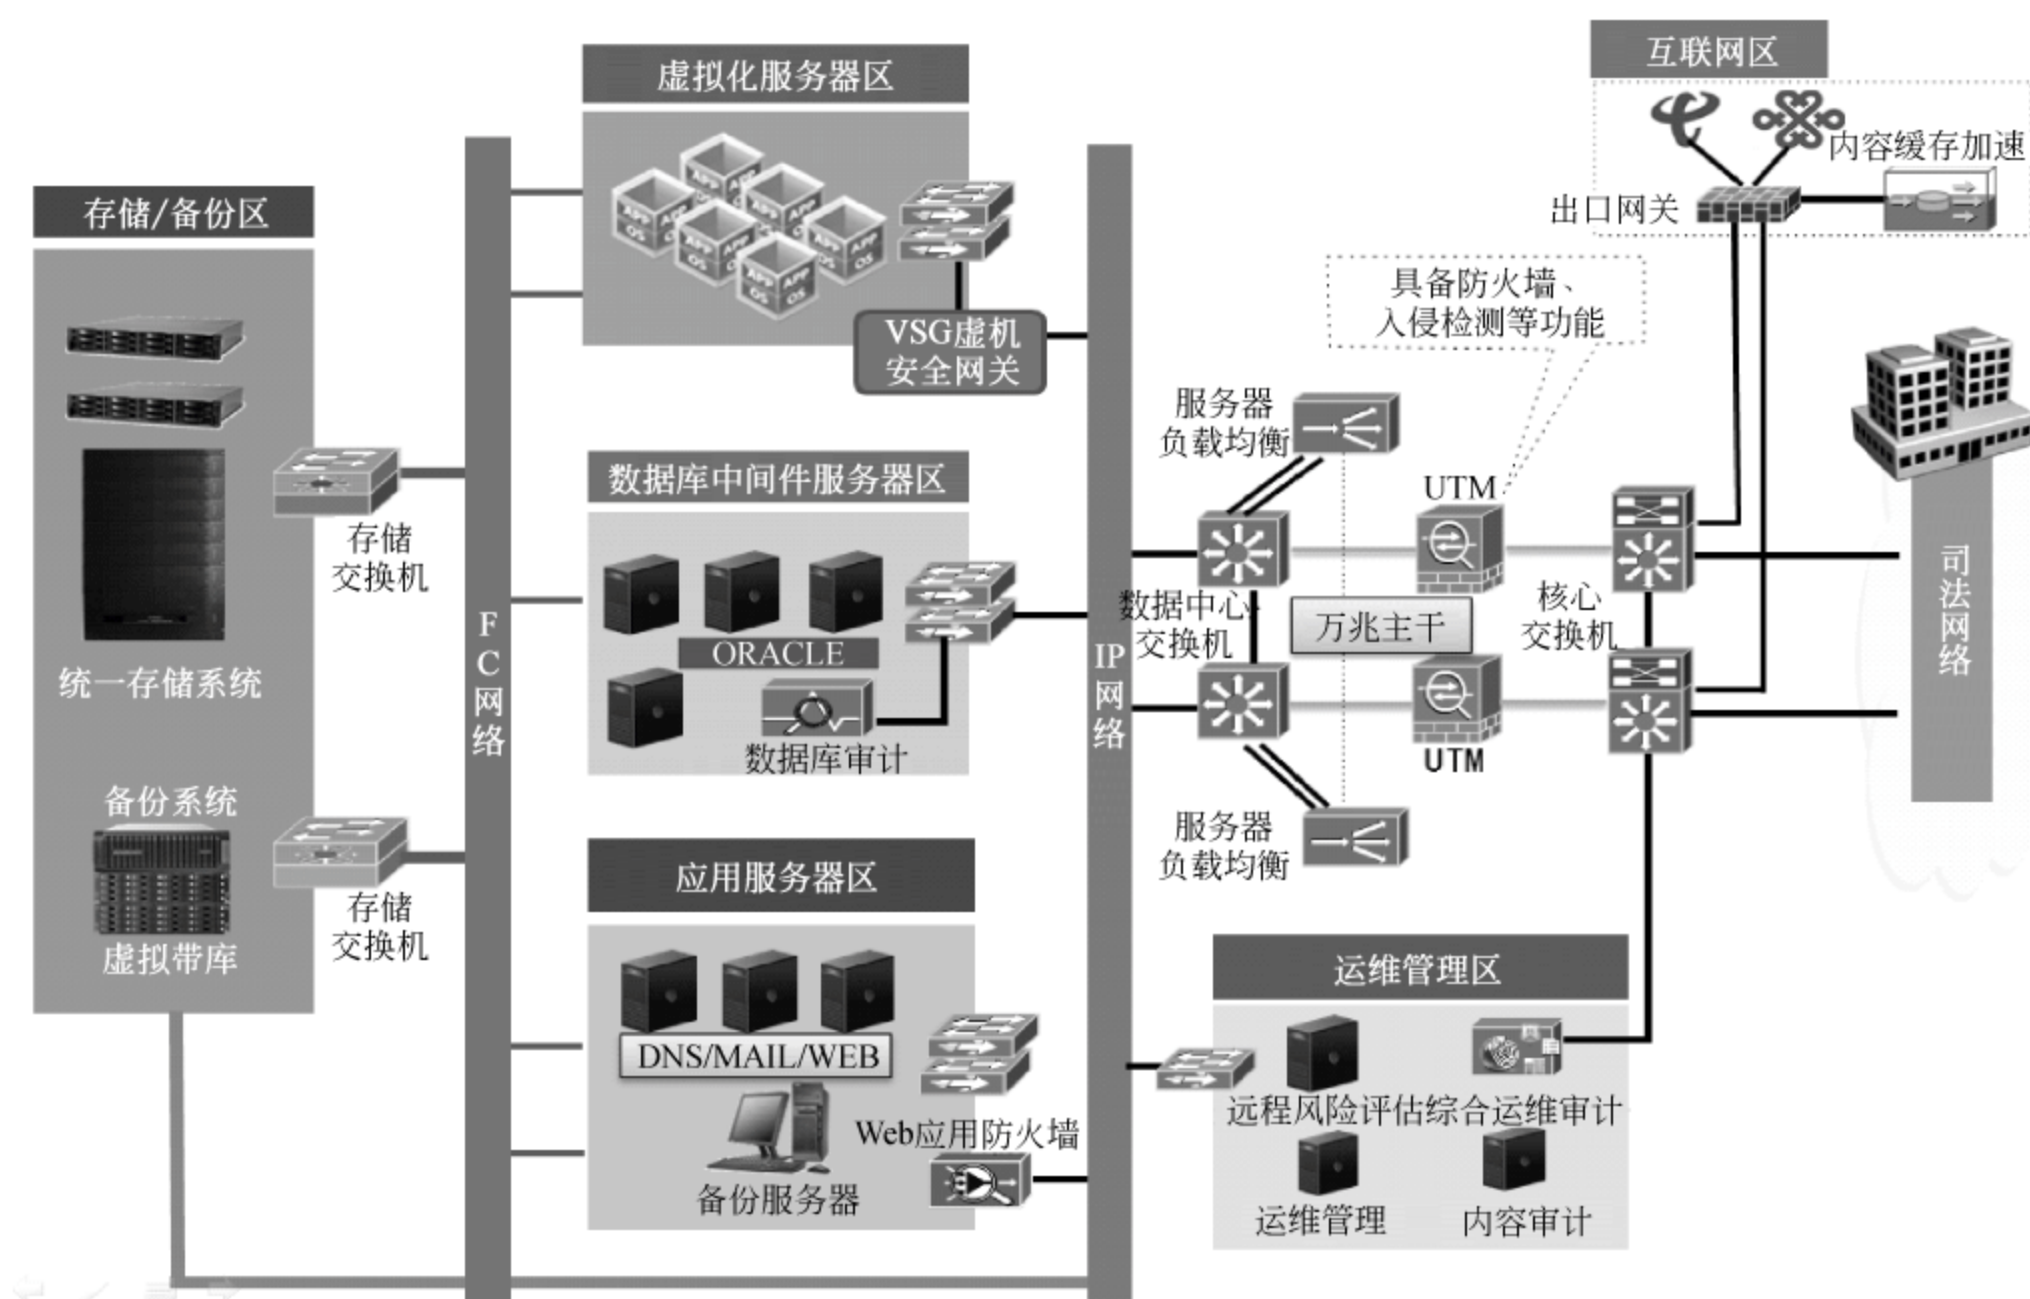 互联网区
虚拟化服务器区
内容缓存加速
出口网关
存储/备份区
APP
OS
具备防火墙、
入侵检测等功能
VSG虚机
安全网关
服务器
负载均衡
数据库中间件服务器区
UTM
存储
交换机
司法网络
数据中心
交换机
万兆主干
核心
交换机
FC网络
IP网络
ORACLE
统一存储系统
数据库审计
UTM
备份系统
服务器
负载均衡
应用服务器区
存储
交换机
虚拟带库
运维管理区
DNS/MAIL/WEB
远程风险评估
综合运维审计
Web应用防火墙
备份服务器
运维管理
内容审计